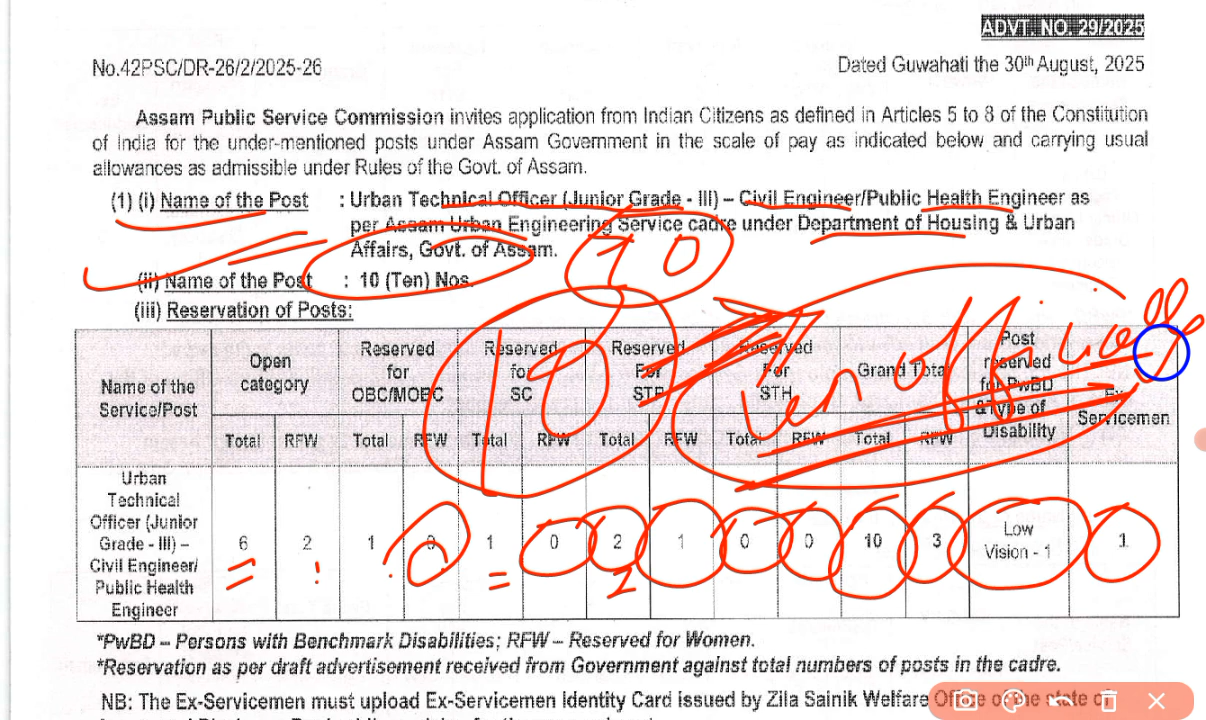 ADVT. NO. 29/2025
No.42PSC/DR-26/2/2025-26 Dated Guwahati the 30th August, 2025
Assam Public Service Commission invites application from Indian Citizens as defined in Articles 5 to 8 of the Constitution
of India for the under-mentioned posts under Assam Government in the scale of pay as indicated below and carrying usual
allowances as admissible under Rules of the Govt. of Assam.
(1) (i) Name of the Post : Urban Technical Officer (Junior Grade - III) – Civil Engineer/Public Health Engineer as
per Assam Urban Engineering Service cadre under Department of Housing & Urban
Affairs, Govt. of Assam.
10
(ii) Name of the Post : 10 (Ten) Nos.
(iii) Reservation of Posts:
10
Name of the Service/Post Open category Reserved for OBC/MOBC Reserved for SC Reserved For STP Reserved For STH Grand Total Post reserved for PwBD &Type of Disability Ex-Servicemen
Total RFW Total RFW Total RFW Total RFW Total RFW Total RFW
Urban Technical Officer (Junior Grade - III) – Civil Engineer/ Public Health Engineer 6 2 1 0 1 0 2 1 0 0 10 3 Low Vision - 1 1
*PwBD – Persons with Benchmark Disabilities; RFW – Reserved for Women.
*Reservation as per draft advertisement received from Government against total numbers of posts in the cadre.
NB: The Ex-Servicemen must upload Ex-Servicemen Identity Card issued by Zila Sainik Welfare Office of the state of